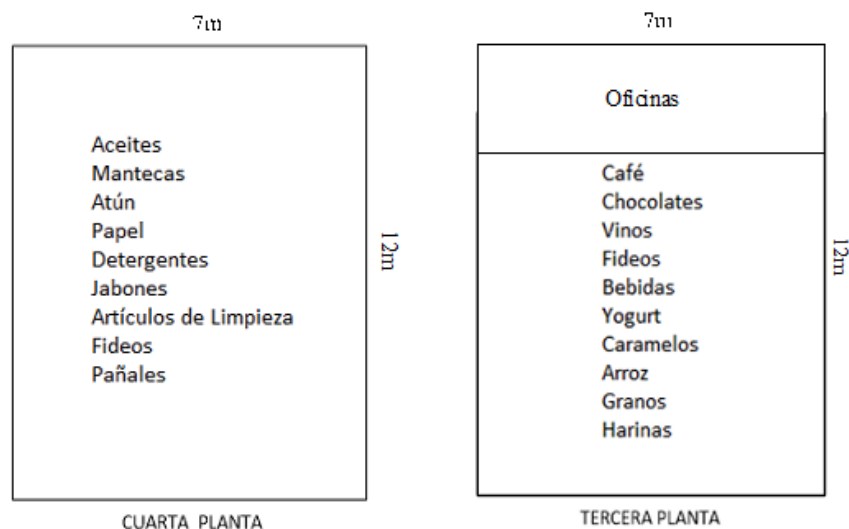 7m
Aceites
Mantecas
Atún
Papel
Detergentes
Jabones
Artículos de Limpieza
Fideos
Pañales
12m
CUARTA PLANTA
7m
Oficinas
Café
Chocolates
Vinos
Fideos
Bebidas
Yogurt
Caramelos
Arroz
Granos
Harinas
12m
TERCERA PLANTA